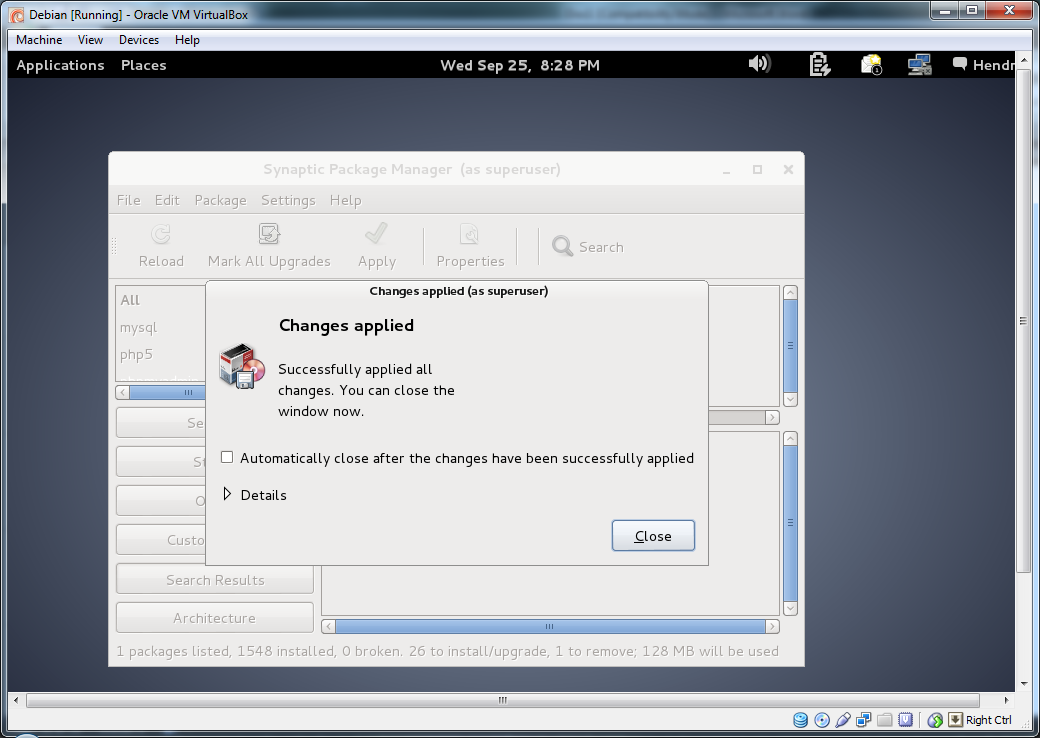 Debian [Running] - Oracle VM VirtualBox
Machine View Devices Help
Applications Places Wed Sep 25, 8:28 PM Hendr
Synaptic Package Manager (as superuser)
File Edit Package Settings Help
Reload Mark All Upgrades Apply Properties Search
All
mysql
php5
Changes applied (as superuser)
Changes applied
Successfully applied all
changes. You can close the
window now.
Automatically close after the changes have been successfully applied
Details
Close
Se
St
O
Custo
Search Results
Architecture
1 packages listed, 1548 installed, 0 broken. 26 to install/upgrade, 1 to remove; 128 MB will be used
Right Ctrl